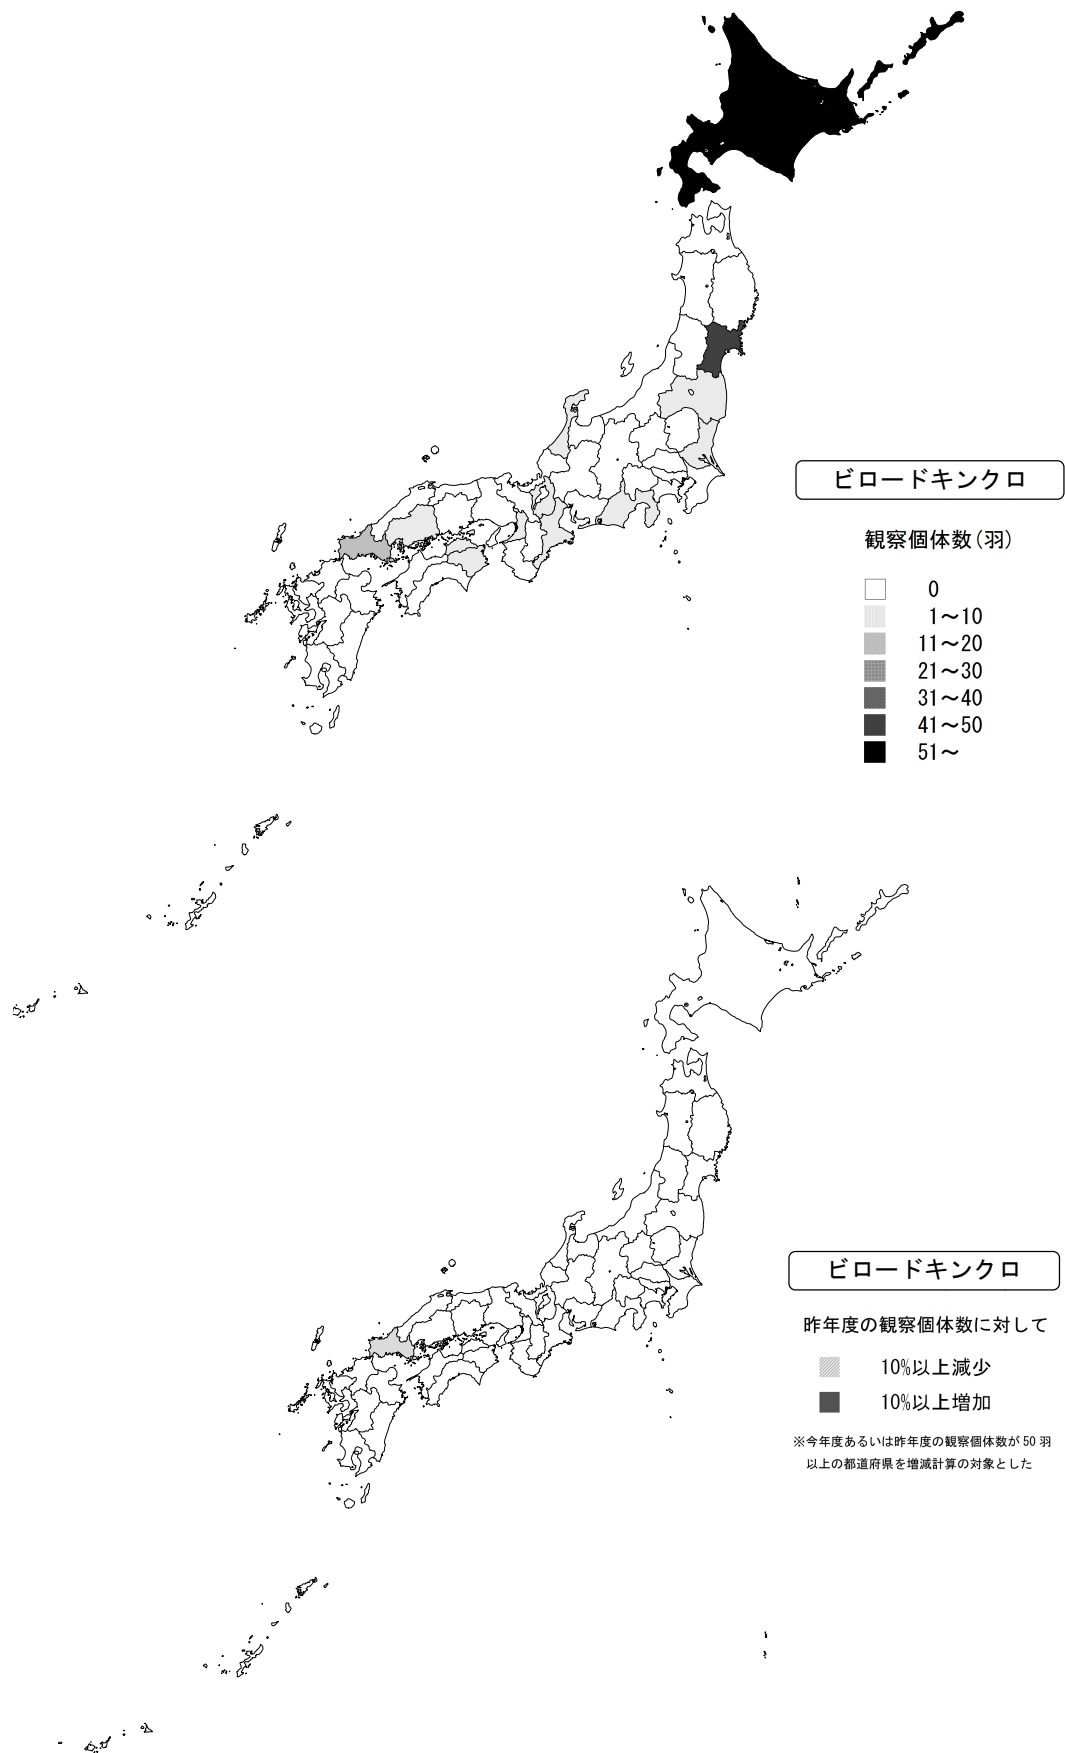 ビロードキンクロ
観察個体数(羽)
0
1～10
11～20
21～30
31～40
41～50
51～
ビロードキンクロ
昨年度の観察個体数に対して
10%以上減少
10%以上増加
※今年度あるいは昨年度の観察個体数が50羽
以上の都道府県を増減計算の対象とした